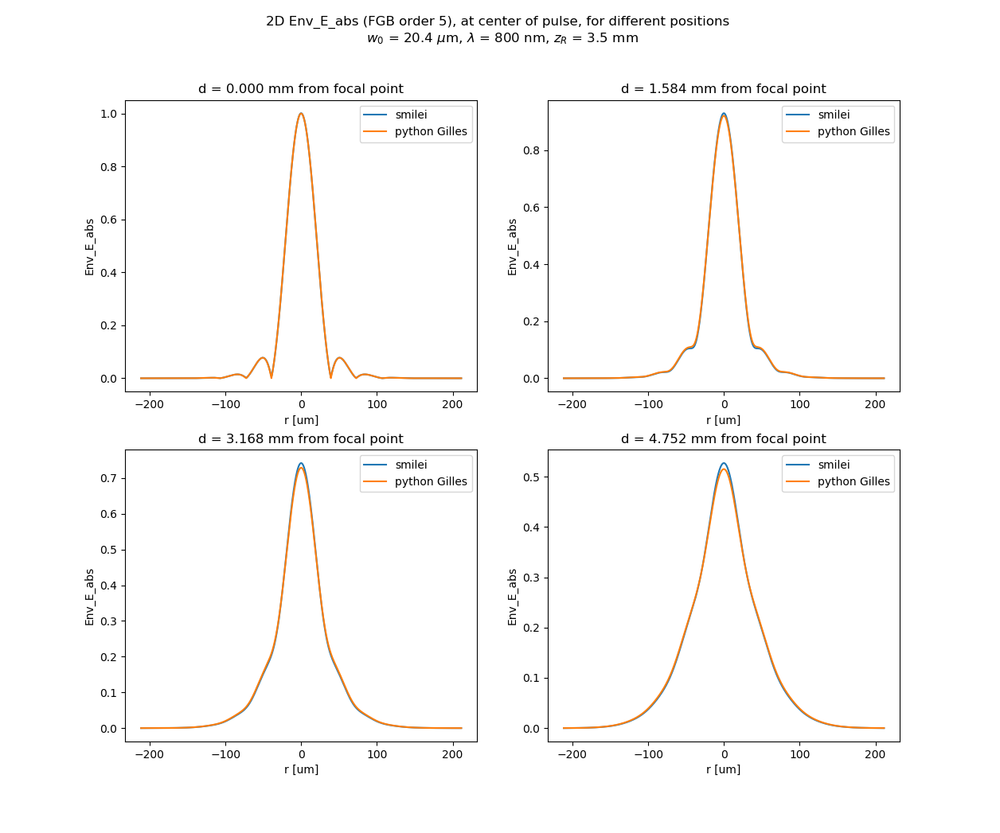 2D Env_E_abs (FGB order 5), at center of pulse, for different positions
w₀ = 20.4 μm, λ = 800 nm, z_R = 3.5 mm
d = 0.000 mm from focal point
1.0
0.8
0.6
0.4
0.2
0.0
Env_E_abs
−200 −100 0 100 200
r [um]
smilei
python Gilles
d = 1.584 mm from focal point
0.8
0.6
0.4
0.2
0.0
Env_E_abs
−200 −100 0 100 200
r [um]
smilei
python Gilles
d = 3.168 mm from focal point
0.7
0.6
0.5
0.4
0.3
0.2
0.1
0.0
Env_E_abs
−200 −100 0 100 200
r [um]
smilei
python Gilles
d = 4.752 mm from focal point
0.5
0.4
0.3
0.2
0.1
0.0
Env_E_abs
−200 −100 0 100 200
r [um]
smilei
python Gilles